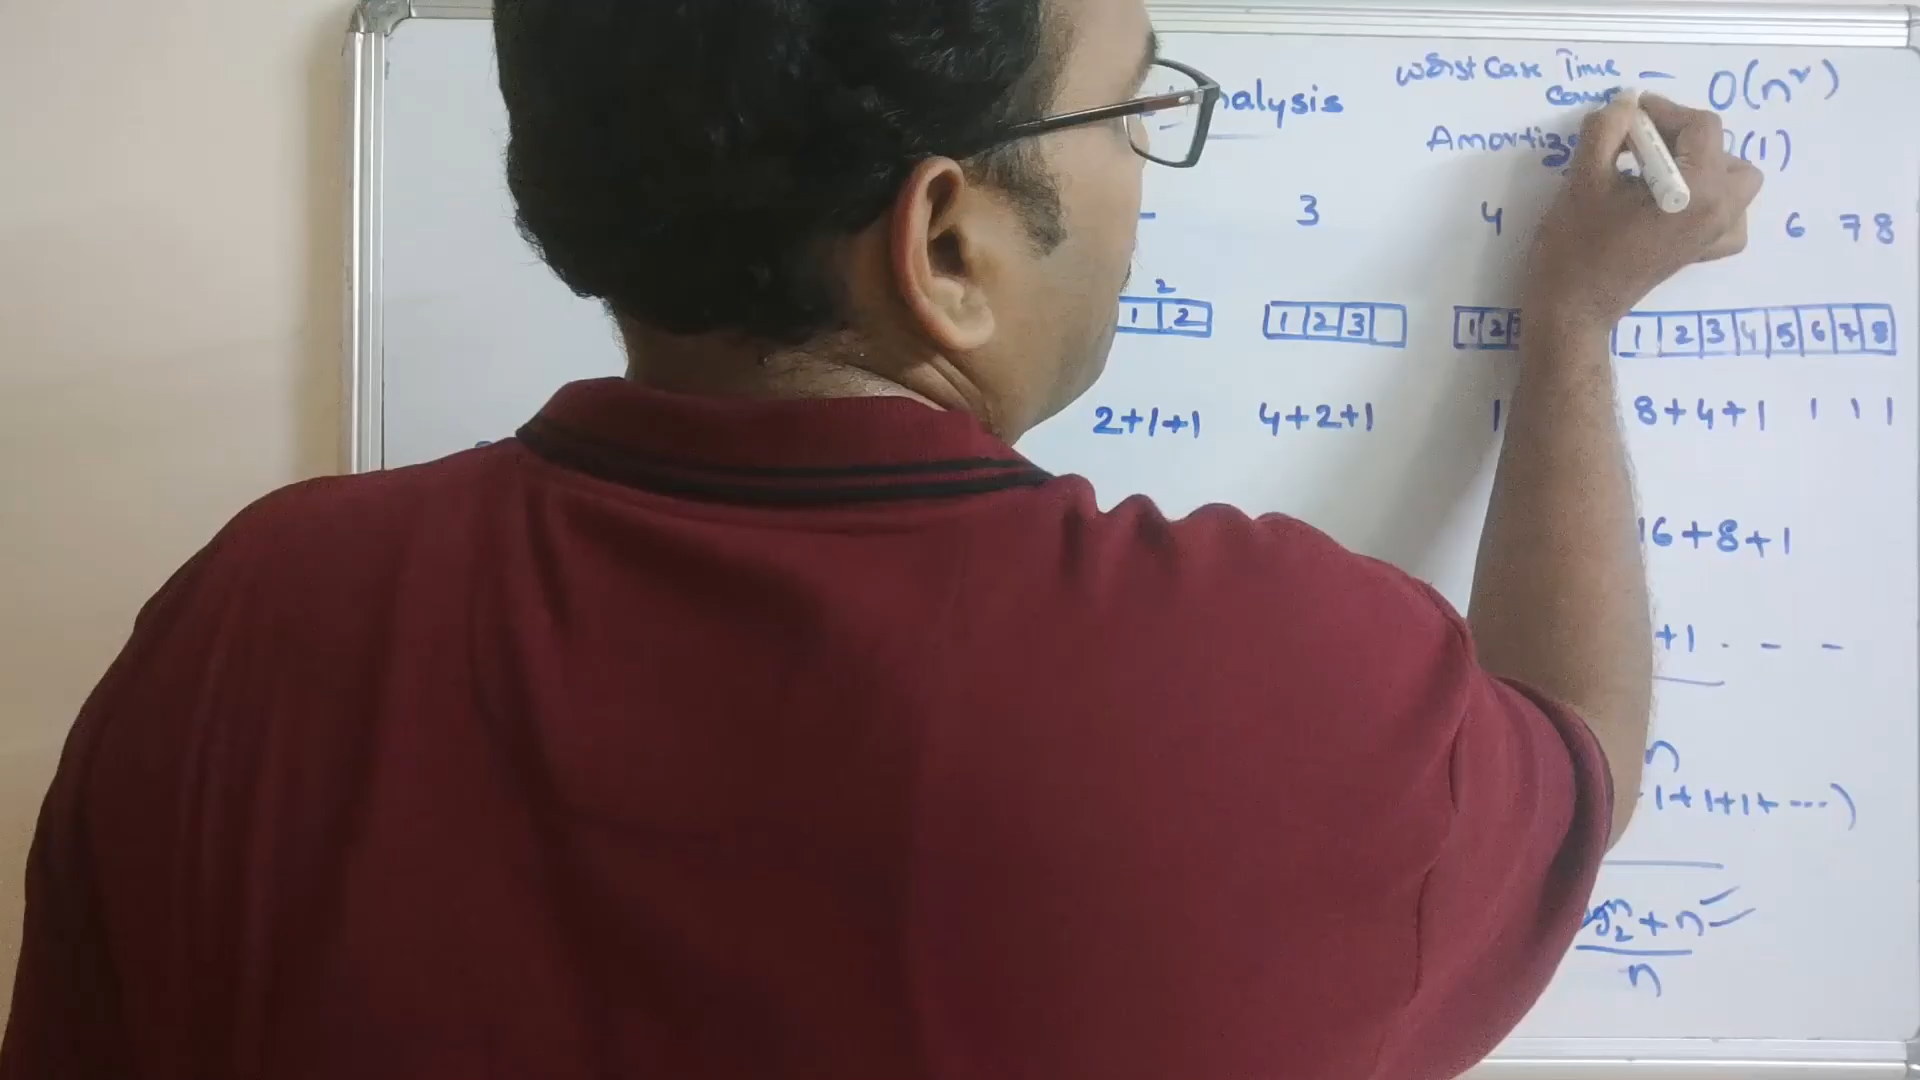 Worst Case Time — O(n²)
nalysis
Amortiz (1)
3 4 6 7 8
2
1 2 1 2 3 1 2 3 1 2 3 4 5 6 7 8
2+1+1 4+2+1 1 8+4+1 1 1 1
16+8+1
+1 . - -
n
1+1+1+ ----)
+ n
n